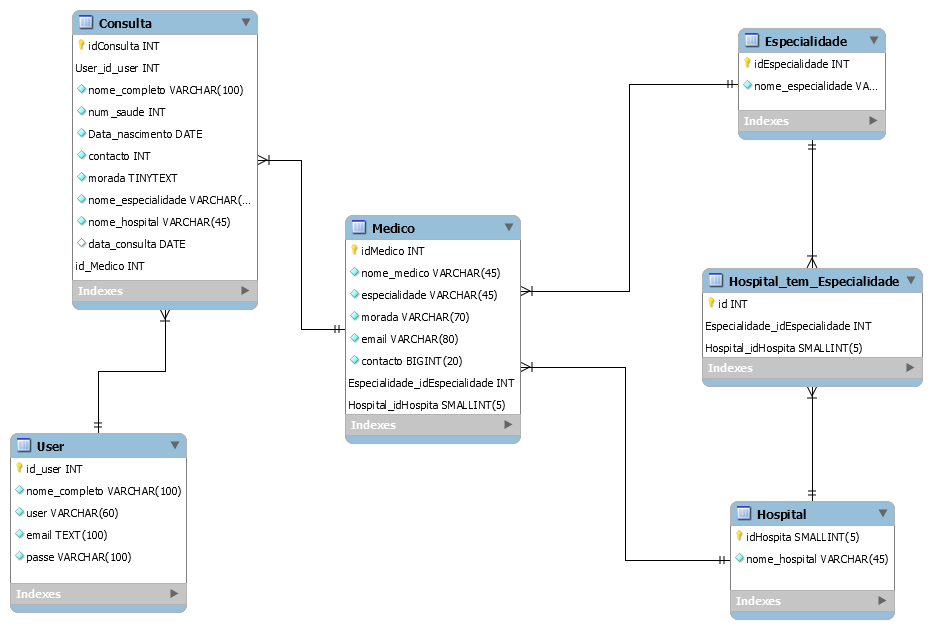 Consulta
idConsulta INT
User_id_user INT
nome_completo VARCHAR(100)
num_saude INT
Data_nascimento DATE
contacto INT
morada TINYTEXT
nome_especialidade VARCHAR(...
nome_hospital VARCHAR(45)
data_consulta DATE
id_Medico INT
Indexes
User
id_user INT
nome_completo VARCHAR(100)
user VARCHAR(60)
email TEXT(100)
passe VARCHAR(100)
Indexes
Medico
idMedico INT
nome_medico VARCHAR(45)
especialidade VARCHAR(45)
morada VARCHAR(70)
email VARCHAR(80)
contacto BIGINT(20)
Especialidade_idEspecialidade INT
Hospital_idHospita SMALLINT(5)
Indexes
Especialidade
idEspecialidade INT
nome_especialidade VA...
Indexes
Hospital_tem_Especialidade
id INT
Especialidade_idEspecialidade INT
Hospital_idHospita SMALLINT(5)
Indexes
Hospital
idHospita SMALLINT(5)
nome_hospital VARCHAR(45)
Indexes